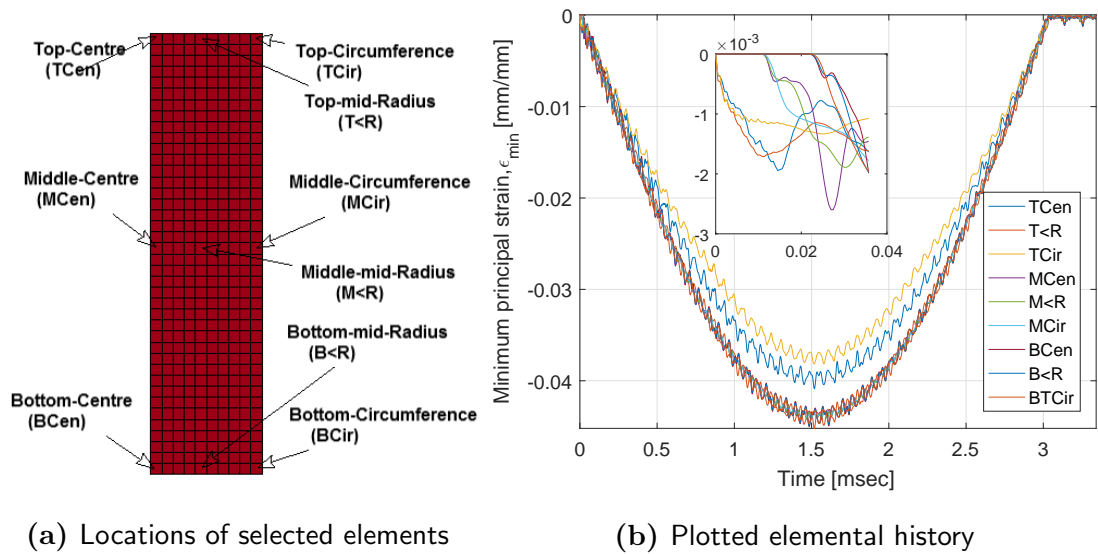 Top-Centre
(TCen)
Top-Circumference
(TCir)
Top-mid-Radius
(T<R)
Middle-Centre
(MCen)
Middle-Circumference
(MCir)
Middle-mid-Radius
(M<R)
Bottom-mid-Radius
(B<R)
Bottom-Centre
(BCen)
Bottom-Circumference
(BCir)
(a) Locations of selected elements
Minimum principal strain, ϵmin [mm/mm]
0
-0.01
-0.02
-0.03
-0.04
0 0.5 1 1.5 2 2.5 3
Time [msec]
×10-3
0
-1
-2
-3
0 0.02 0.04
TCen
T<R
TCir
MCen
M<R
MCir
BCen
B<R
BTCir
(b) Plotted elemental history